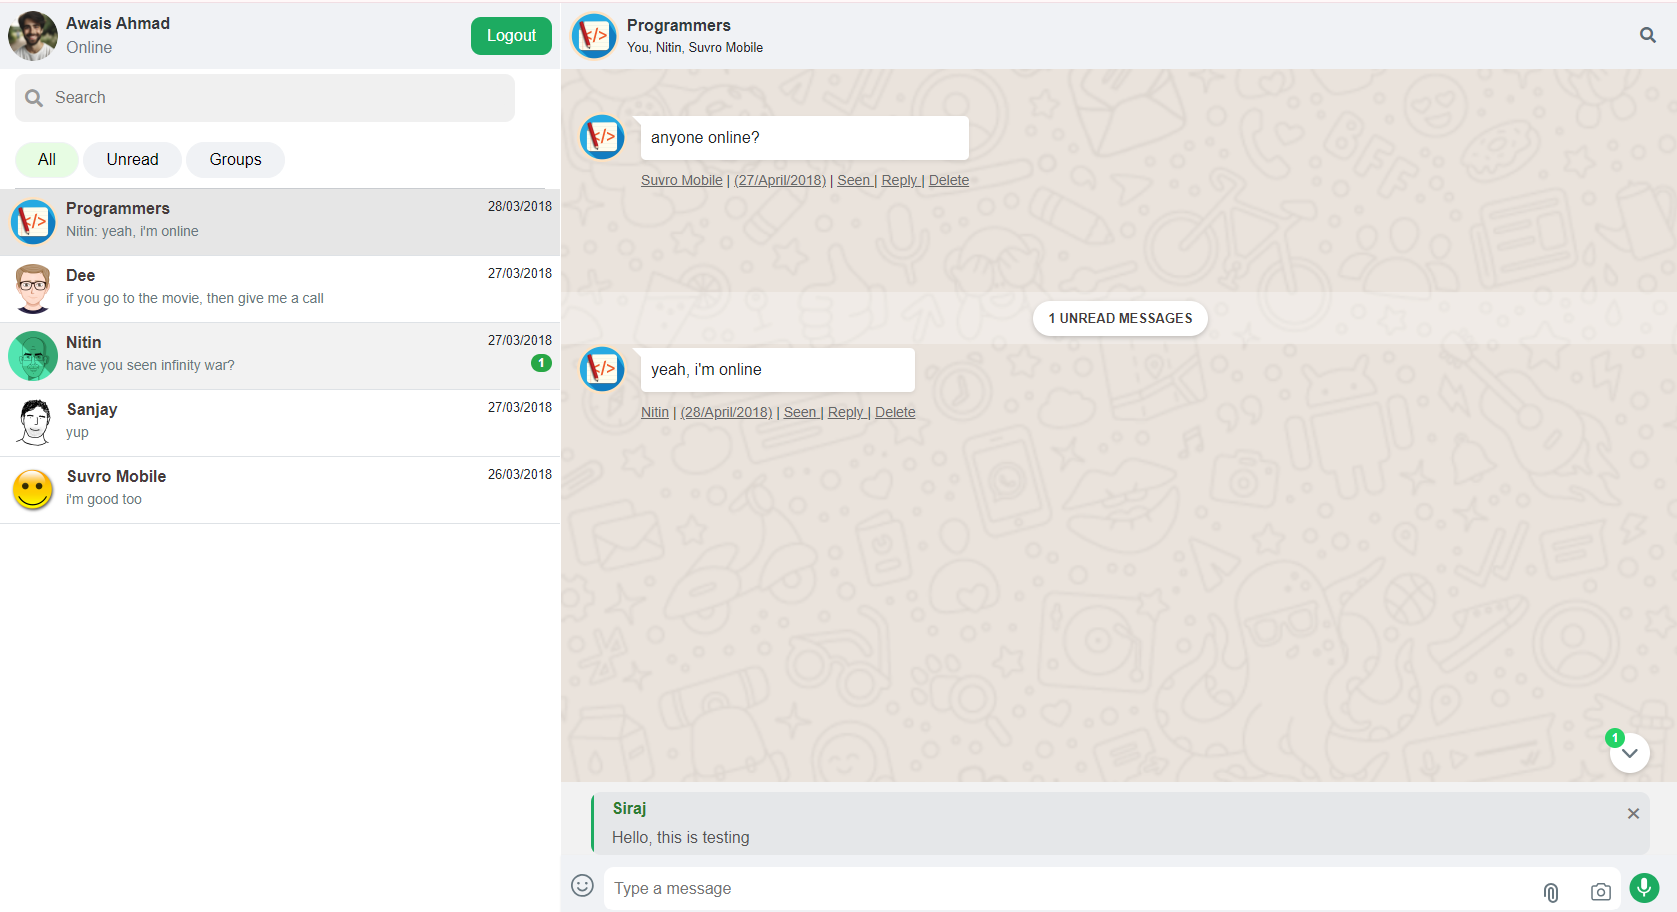 Awais Ahmad
Online
Logout
Search
All
Unread
Groups
Programmers
28/03/2018
Nitin: yeah, i'm online
Dee
27/03/2018
if you go to the movie, then give me a call
Nitin
27/03/2018
have you seen infinity war?
1
Sanjay
27/03/2018
yup
Suvro Mobile
26/03/2018
i'm good too
Programmers
You, Nitin, Suvro Mobile
anyone online?
Suvro Mobile | (27/April/2018) | Seen | Reply | Delete
1 UNREAD MESSAGES
yeah, i'm online
Nitin | (28/April/2018) | Seen | Reply | Delete
1
Siraj
Hello, this is testing
Type a message